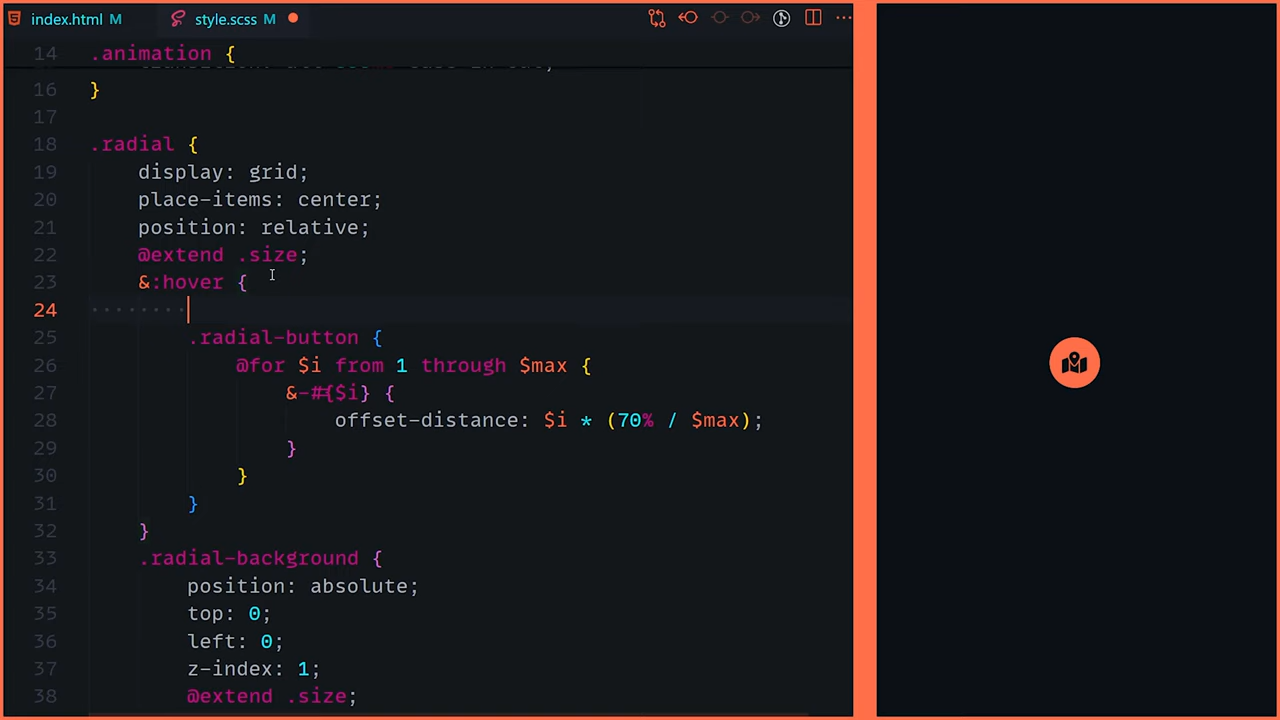 index.html M
style.scss M
14 .animation {
16 }
17
18 .radial {
19 display: grid;
20 place-items: center;
21 position: relative;
22 @extend .size;
23 &:hover {
24
25 .radial-button {
26 @for $i from 1 through $max {
27 &-#{$i} {
28 offset-distance: $i * (70% / $max);
29 }
30 }
31 }
32 }
33 .radial-background {
34 position: absolute;
35 top: 0;
36 left: 0;
37 z-index: 1;
38 @extend .size;